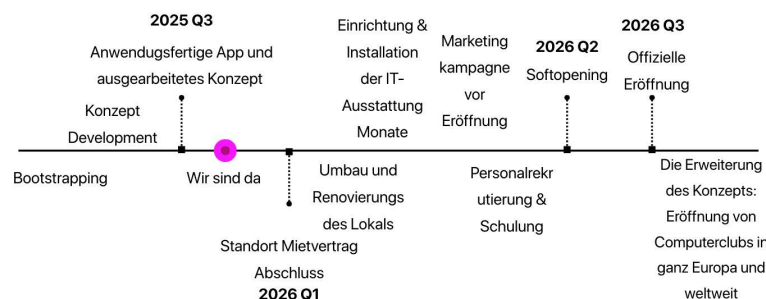 2025 Q3
Anwendugsfertige App und
ausgearbeitetes Konzept
Konzept
Development
Bootstrapping
Wir sind da
Standort Mietvertrag
Abschluss
2026 Q1
Einrichtung &
Installation
der IT-
Ausstattung
Monate
Umbau und
Renovierungs
des Lokals
Marketing
kampagne
vor
Eröffnung
Personalrekr
utierung &
Schulung
2026 Q2
Softopening
2026 Q3
Offizielle
Eröffnung
Die Erweiterung
des Konzepts:
Eröffnung von
Computerclubs in
ganz Europa und
weltweit